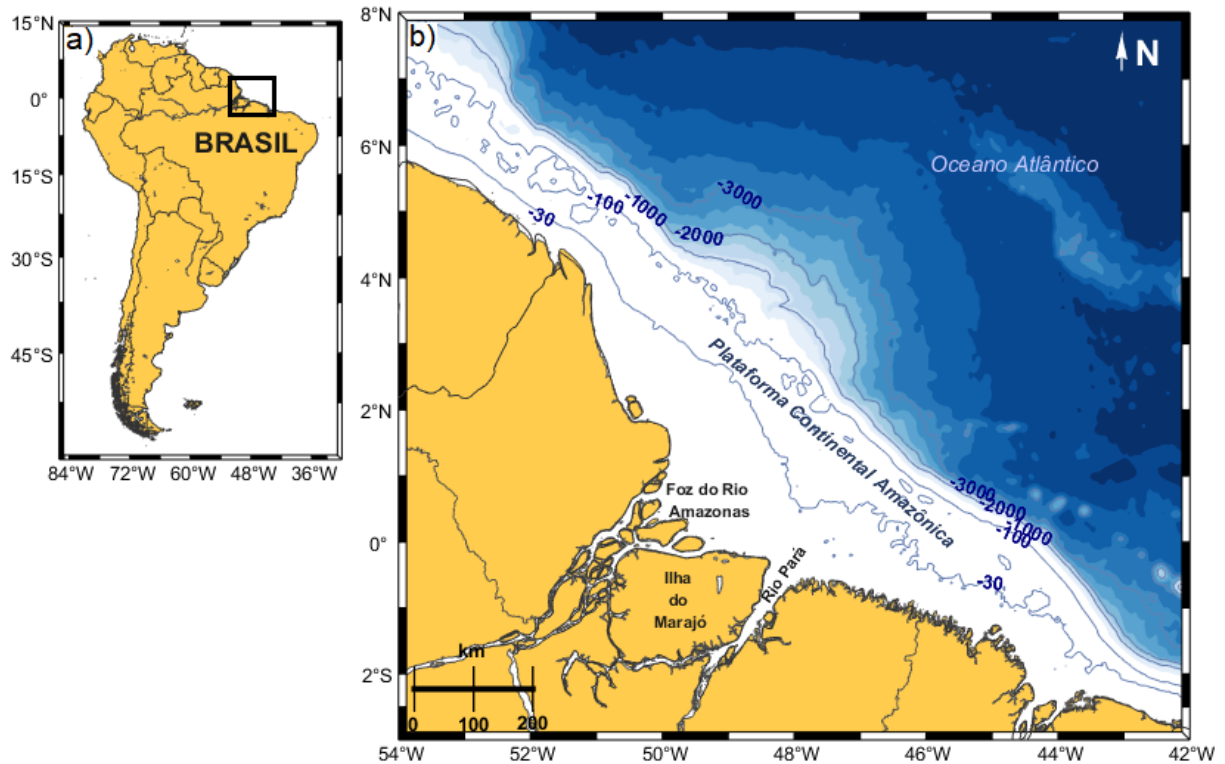 a)
15°N
0°
15°S
30°S
45°S
84°W 72°W 60°W 48°W 36°W
BRASIL
b)
8°N
6°N
4°N
2°N
0°
2°S
54°W 52°W 50°W 48°W 46°W 44°W 42°W
N
Oceano Atlântico
-3000
-1000
-100
-30
-2000
Plataforma Continental Amazônica
-3000
-2000
-1000
-100
-30
Foz do Rio
Amazonas
Ilha
do
Marajó
Rio Pará
km
0 100 200